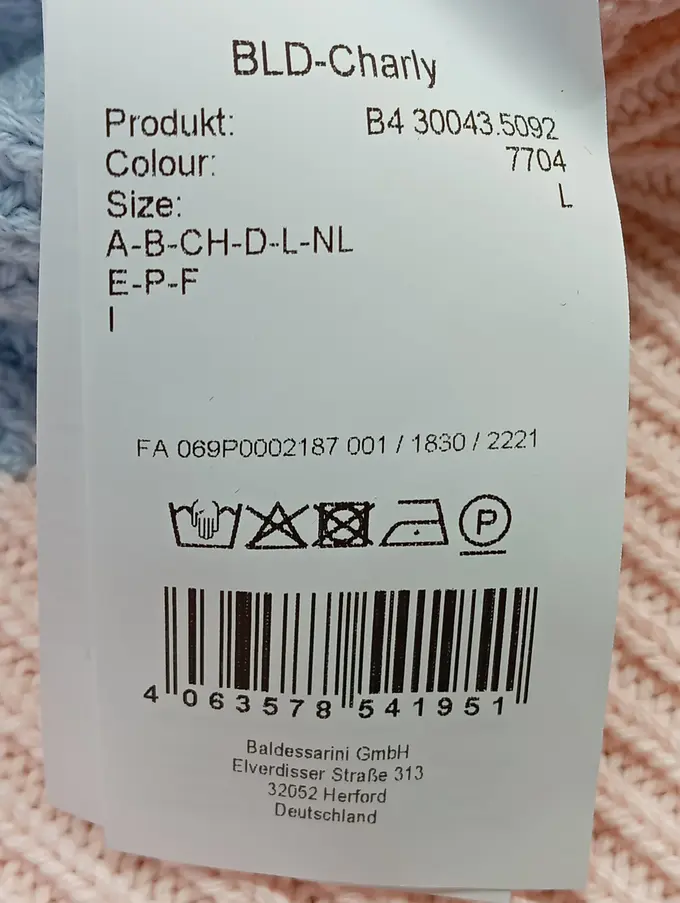 BLD-Charly
Produkt: B4 30043.5092
Colour: 7704
Size: L
A-B-CH-D-L-NL
E-P-F
I
FA 069P0002187 001 / 1830 / 2221
P
4 063578 541951
Baldessarini GmbH
Elverdisser Straße 313
32052 Herford
Deutschland